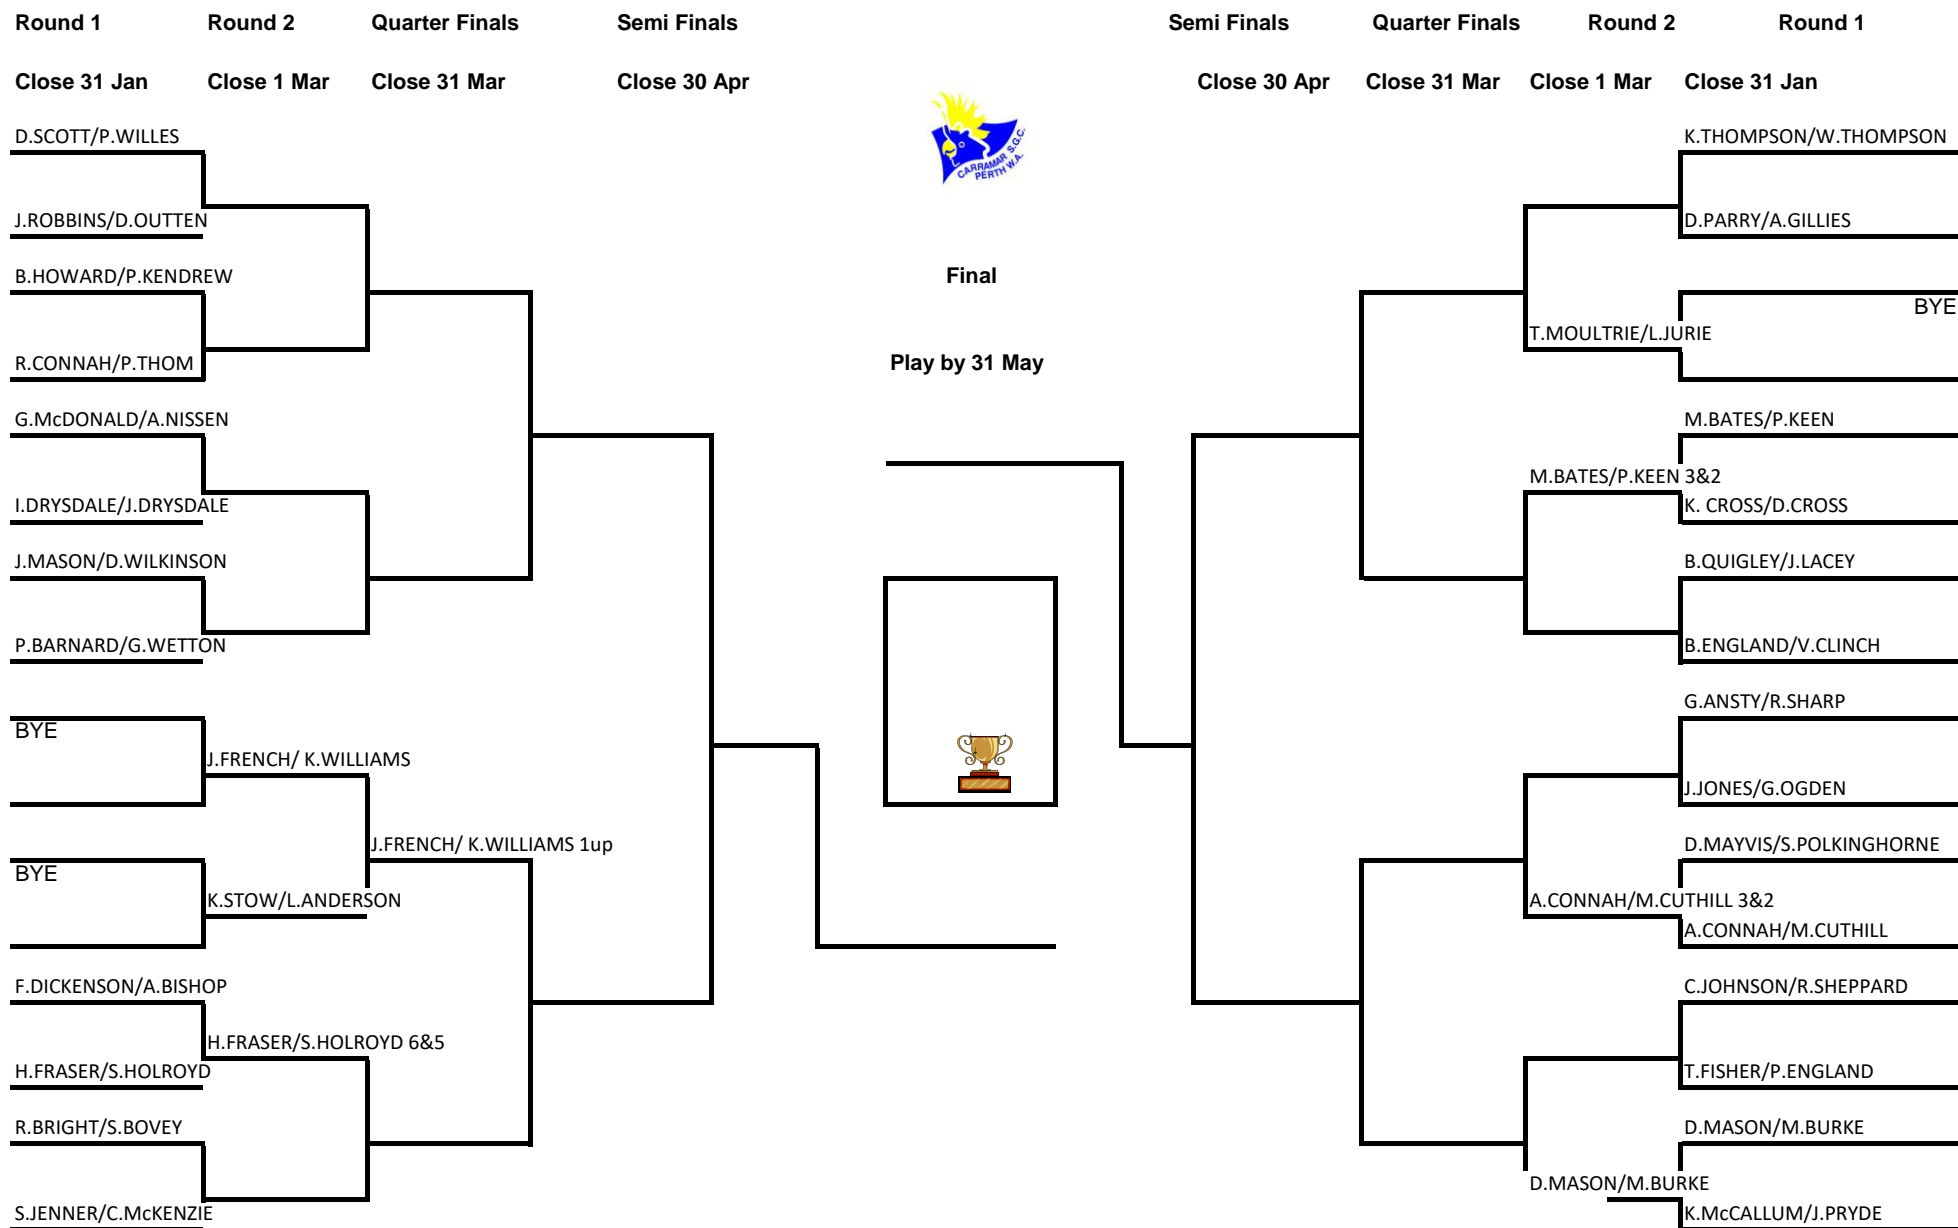 Round 1 Round 2 Quarter Finals Semi Finals Semi Finals Quarter Finals Round 2 Round 1
Close 31 Jan Close 1 Mar Close 31 Mar Close 30 Apr Close 30 Apr Close 31 Mar Close 1 Mar Close 31 Jan
CARRAMAR S.G.C.
PERTH W.A.
D.SCOTT/P.WILLES K.THOMPSON/W.THOMPSON
J.ROBBINS/D.OUTTEN D.PARRY/A.GILLIES
B.HOWARD/P.KENDREW Final
BYE
T.MOULTRIE/L.JURIE
R.CONNAH/P.THOM Play by 31 May
G.McDONALD/A.NISSEN M.BATES/P.KEEN
M.BATES/P.KEEN 3&2
I.DRYSDALE/J.DRYSDALE K. CROSS/D.CROSS
J.MASON/D.WILKINSON B.QUIGLEY/J.LACEY
P.BARNARD/G.WETTON B.ENGLAND/V.CLINCH
G.ANSTY/R.SHARP
BYE
J.FRENCH/ K.WILLIAMS
J.JONES/G.OGDEN
J.FRENCH/ K.WILLIAMS 1up D.MAYVIS/S.POLKINGHORNE
BYE
K.STOW/L.ANDERSON A.CONNAH/M.CUTHILL 3&2
A.CONNAH/M.CUTHILL
F.DICKENSON/A.BISHOP C.JOHNSON/R.SHEPPARD
H.FRASER/S.HOLROYD 6&5
H.FRASER/S.HOLROYD T.FISHER/P.ENGLAND
R.BRIGHT/S.BOVEY D.MASON/M.BURKE
D.MASON/M.BURKE
S.JENNER/C.McKENZIE K.McCALLUM/J.PRYDE